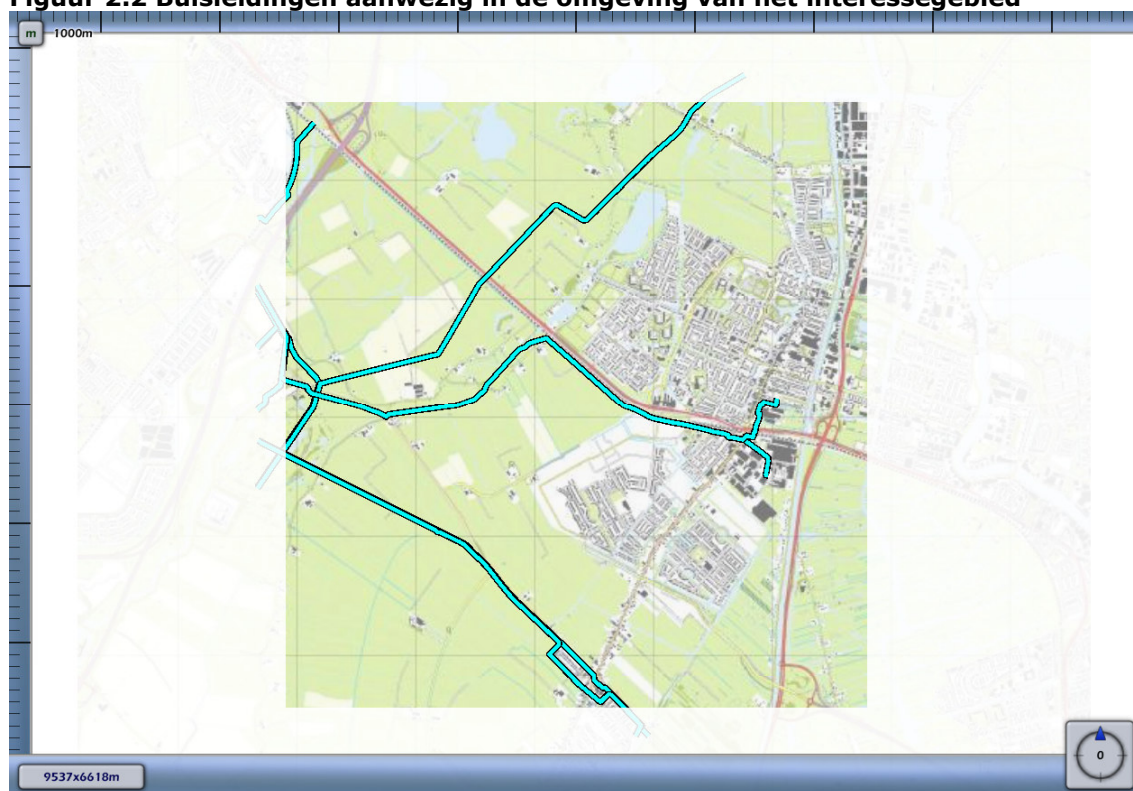 Figuur 2.2 Buisleidingen aanwezig in de omgeving van het interessegebied
m 1000m
9537x6618m
0